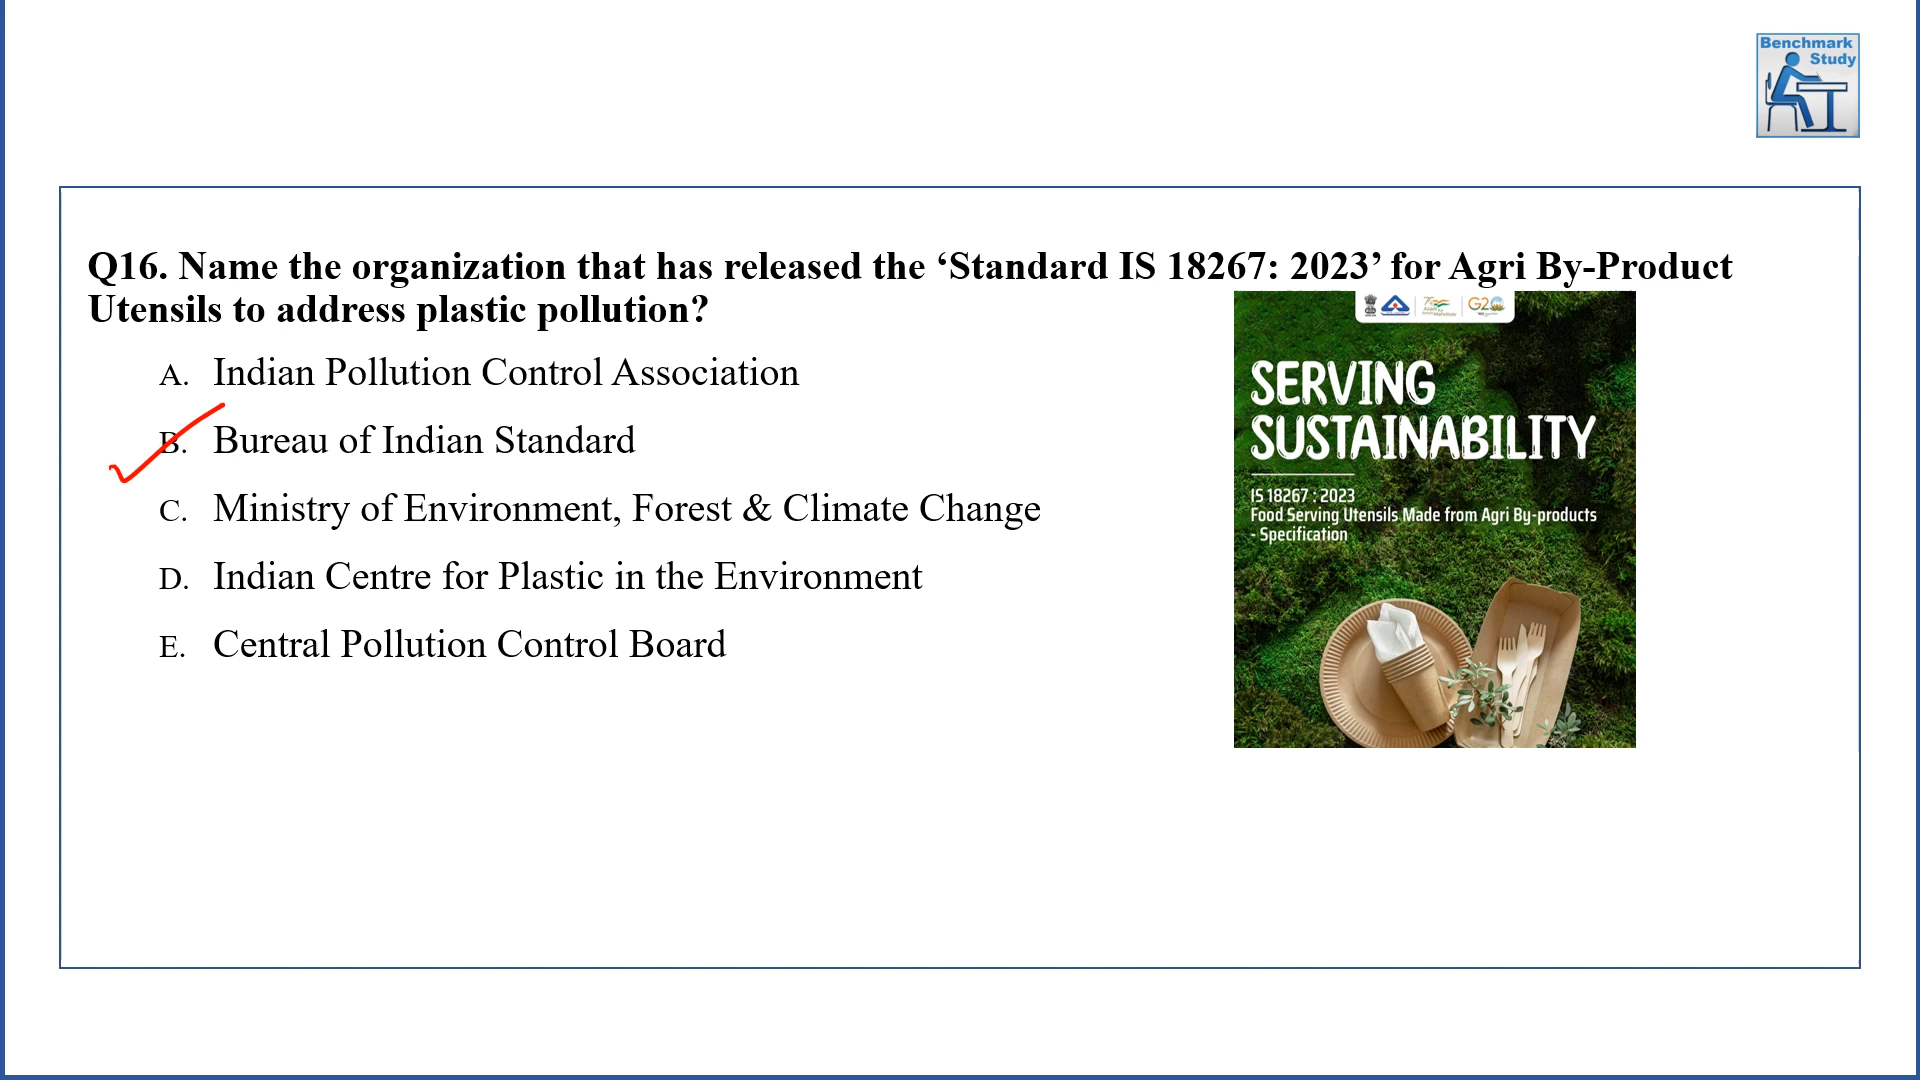 Benchmark
Study
Q16. Name the organization that has released the ‘Standard IS 18267: 2023’ for Agri By-Product
Utensils to address plastic pollution?
A. Indian Pollution Control Association
B. Bureau of Indian Standard
C. Ministry of Environment, Forest & Climate Change
D. Indian Centre for Plastic in the Environment
E. Central Pollution Control Board
G20
SERVING
SUSTAINABILITY
IS 18267 : 2023
Food Serving Utensils Made from Agri By-products
- Specification